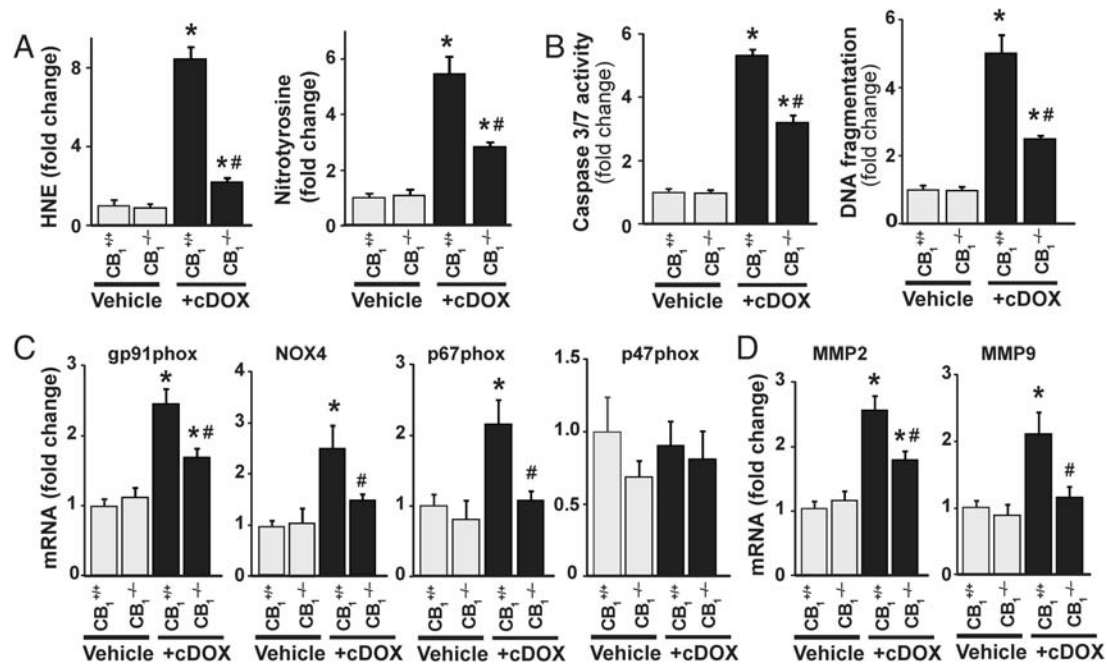 A
HNE (fold change)
8
4
0
*
*#
CB1+/+
CB1-/-
CB1+/+
CB1-/-
Vehicle
+cDOX
Nitrotyrosine
(fold change)
6
4
2
0
*
*#
CB1+/+
CB1-/-
CB1+/+
CB1-/-
Vehicle
+cDOX
B
Caspase 3/7 activity
(fold change)
6
4
2
0
*
*#
CB1+/+
CB1-/-
CB1+/+
CB1-/-
Vehicle
+cDOX
DNA fragmentation
(fold change)
6
4
2
0
*
*#
CB1+/+
CB1-/-
CB1+/+
CB1-/-
Vehicle
+cDOX
C
mRNA (fold change)
gp91phox
3
2
1
0
*
*#
CB1+/+
CB1-/-
CB1+/+
CB1-/-
Vehicle
+cDOX
NOX4
4
3
2
1
0
*
#
CB1+/+
CB1-/-
CB1+/+
CB1-/-
Vehicle
+cDOX
p67phox
3
2
1
0
*
#
CB1+/+
CB1-/-
CB1+/+
CB1-/-
Vehicle
+cDOX
p47phox
1.5
1.0
0.5
0
CB1+/+
CB1-/-
CB1+/+
CB1-/-
Vehicle
+cDOX
D
mRNA (fold change)
MMP2
3
2
1
0
*
*#
CB1+/+
CB1-/-
CB1+/+
CB1-/-
Vehicle
+cDOX
MMP9
3
2
1
0
*
#
CB1+/+
CB1-/-
CB1+/+
CB1-/-
Vehicle
+cDOX